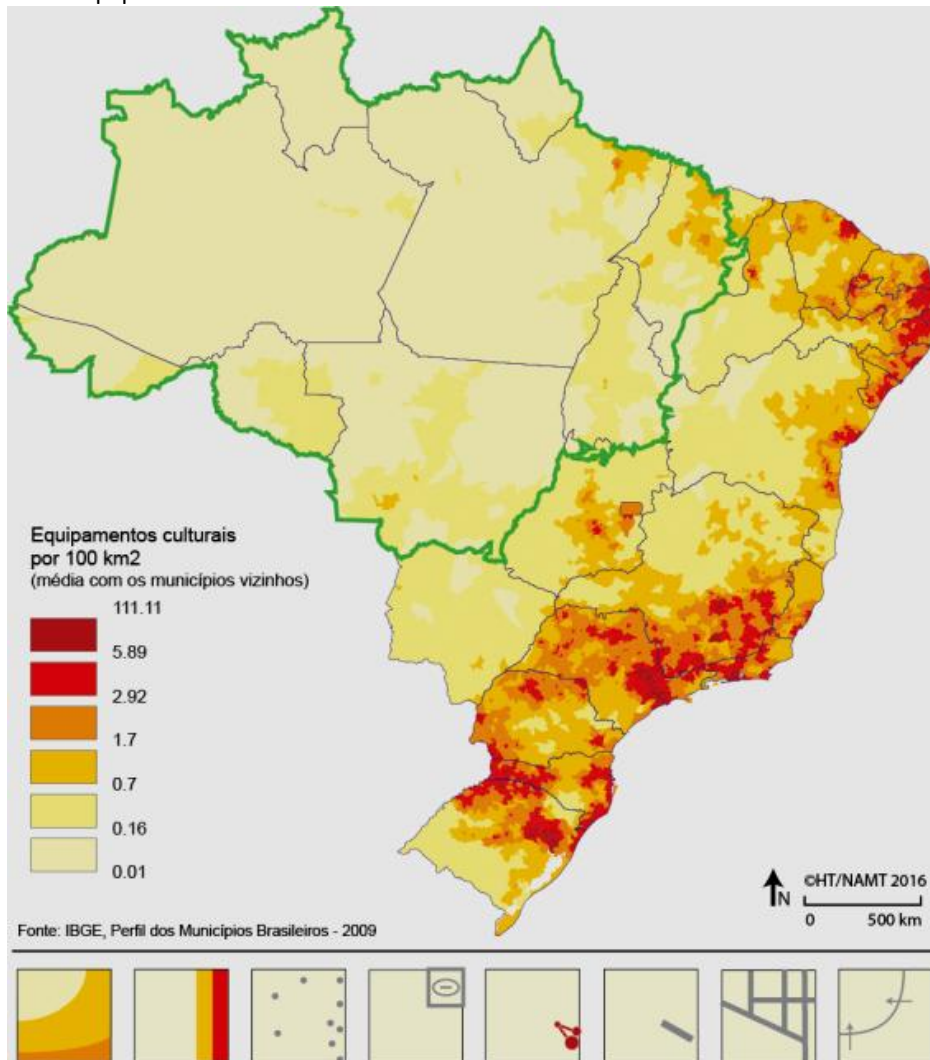 Equipamentos culturais
por 100 km2
(média com os municípios vizinhos)
111.11
5.89
2.92
1.7
0.7
0.16
0.01
N
©HT/NAMT 2016
0 500 km
Fonte: IBGE, Perfil dos Municípios Brasileiros - 2009